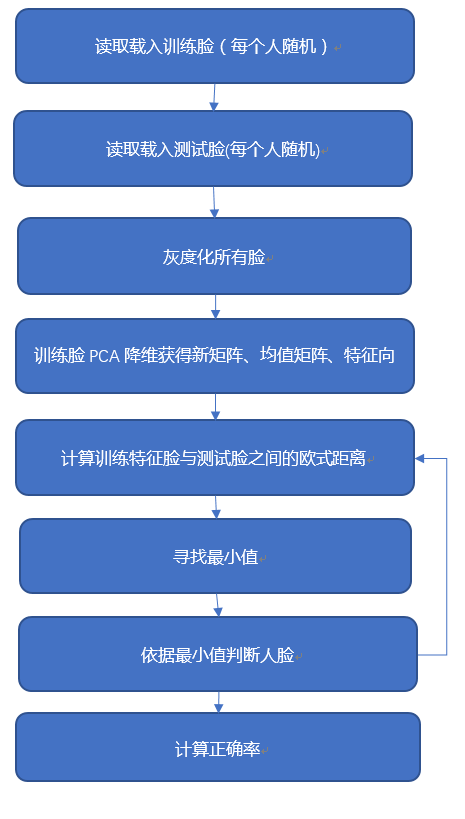 读取载入训练脸（每个人随机）
读取载入测试脸(每个人随机)
灰度化所有脸
训练脸 PCA 降维获得新矩阵、均值矩阵、特征向
计算训练特征脸与测试脸之间的欧式距离
寻找最小值
依据最小值判断人脸
计算正确率